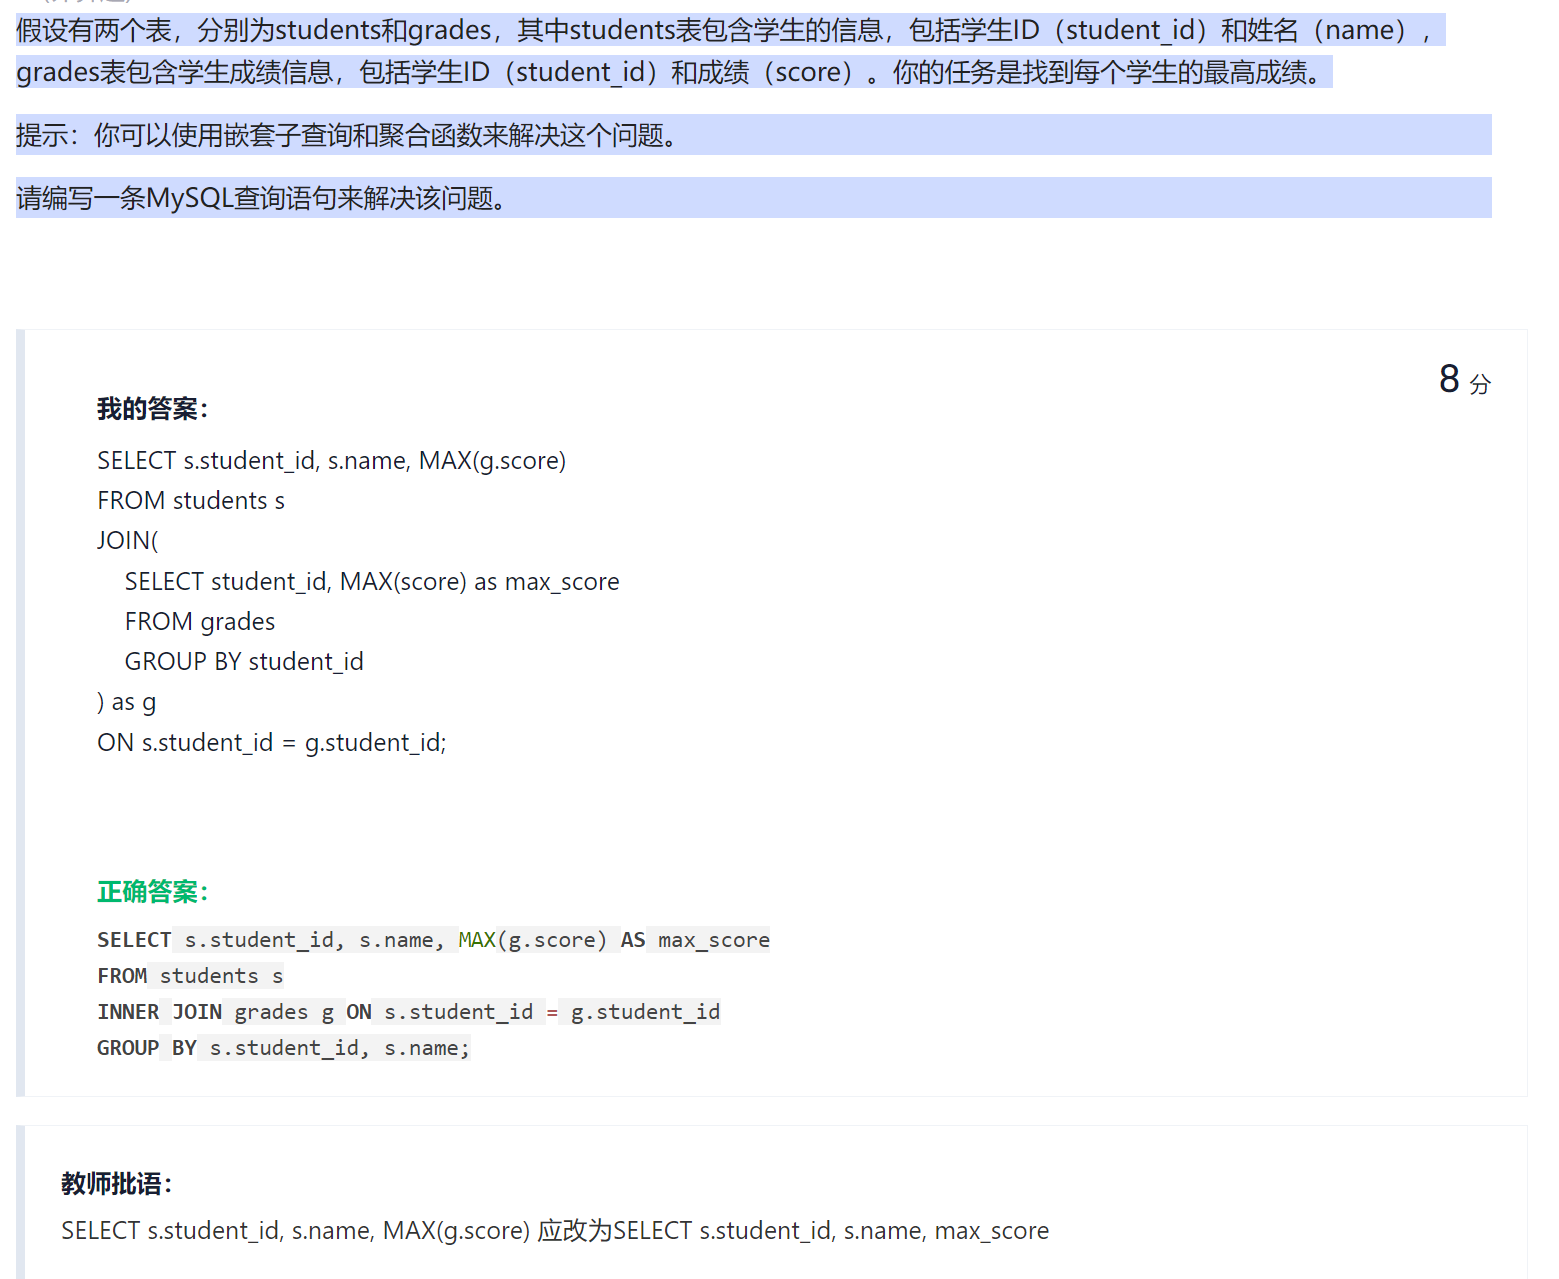 假设有两个表，分别为students和grades，其中students表包含学生的信息，包括学生ID（student_id）和姓名（name），
grades表包含学生成绩信息，包括学生ID（student_id）和成绩（score）。你的任务是找到每个学生的最高成绩。
提示：你可以使用嵌套子查询和聚合函数来解决这个问题。
请编写一条MySQL查询语句来解决该问题。
8 分
我的答案：
SELECT s.student_id, s.name, MAX(g.score)
FROM students s
JOIN(
SELECT student_id, MAX(score) as max_score
FROM grades
GROUP BY student_id
) as g
ON s.student_id = g.student_id;
正确答案：
SELECT s.student_id, s.name, MAX(g.score) AS max_score
FROM students s
INNER JOIN grades g ON s.student_id = g.student_id
GROUP BY s.student_id, s.name;
教师批语：
SELECT s.student_id, s.name, MAX(g.score) 应改为SELECT s.student_id, s.name, max_score